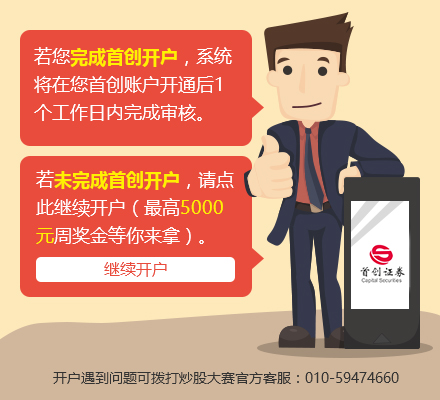 若您完成首创开户，系统
将在您首创账户开通后1
个工作日内完成审核。
若未完成首创开户，请点
此继续开户（最高5000
元周奖金等你来拿）。
继续开户
首创证券
Capital Securities
开户遇到问题可拨打炒股大赛官方客服：010-59474660